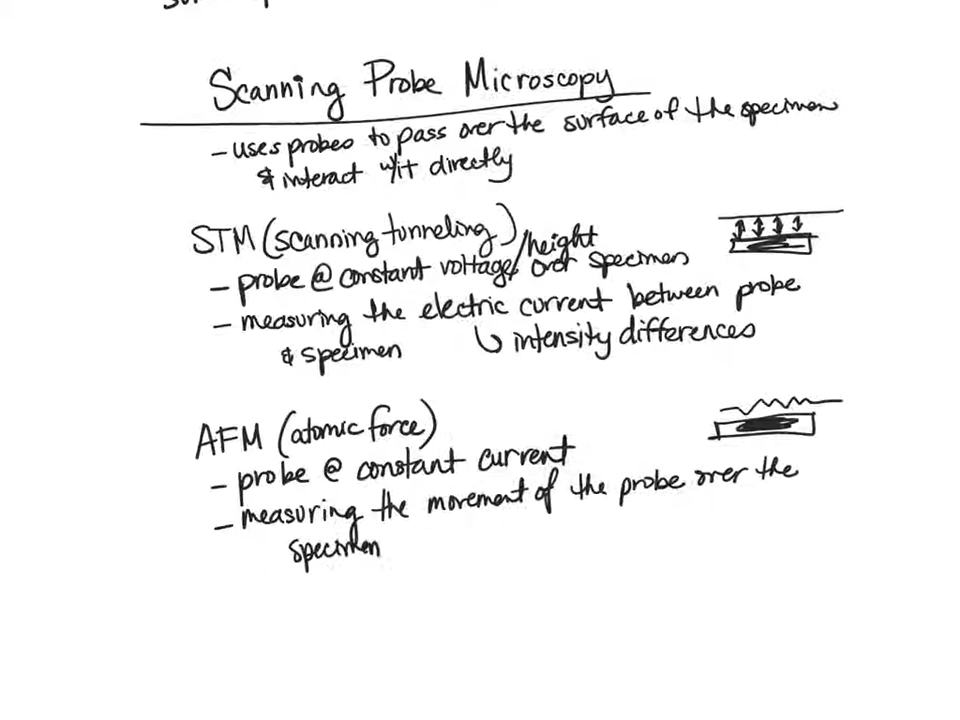 Scanning Probe Microscopy
- uses probes to pass over the surface of the specimen
& interact w/it directly
STM (scanning tunneling)
- probe @ constant voltage/height over specimen
- measuring the electric current between probe
& specimen ↳ intensity differences
AFM (atomic force)
- probe @ constant current
- measuring the movement of the probe over the
specimen